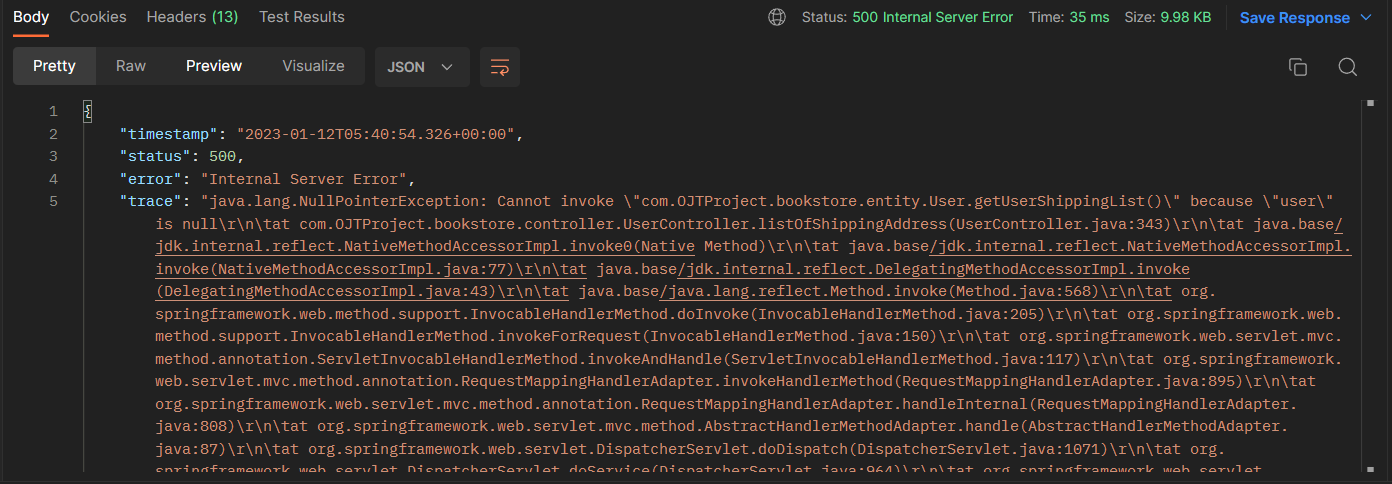 Body Cookies Headers (13) Test Results Status: 500 Internal Server Error Time: 35 ms Size: 9.98 KB Save Response
Pretty Raw Preview Visualize JSON
1 {
2 "timestamp": "2023-01-12T05:40:54.326+00:00",
3 "status": 500,
4 "error": "Internal Server Error",
5 "trace": "java.lang.NullPointerException: Cannot invoke \"com.OJTProject.bookstore.entity.User.getUserShippingList()\" because \"user\"
is null\r\n\tat com.OJTProject.bookstore.controller.UserController.listOfShippingAddress(UserController.java:343)\r\n\tat java.base/
jdk.internal.reflect.NativeMethodAccessorImpl.invoke0(Native Method)\r\n\tat java.base/jdk.internal.reflect.NativeMethodAccessorImpl.
invoke(NativeMethodAccessorImpl.java:77)\r\n\tat java.base/jdk.internal.reflect.DelegatingMethodAccessorImpl.invoke
(DelegatingMethodAccessorImpl.java:43)\r\n\tat java.base/java.lang.reflect.Method.invoke(Method.java:568)\r\n\tat org.
springframework.web.method.support.InvocableHandlerMethod.doInvoke(InvocableHandlerMethod.java:205)\r\n\tat org.springframework.web.
method.support.InvocableHandlerMethod.invokeForRequest(InvocableHandlerMethod.java:150)\r\n\tat org.springframework.web.servlet.mvc.
method.annotation.ServletInvocableHandlerMethod.invokeAndHandle(ServletInvocableHandlerMethod.java:117)\r\n\tat org.springframework.
web.servlet.mvc.method.annotation.RequestMappingHandlerAdapter.invokeHandlerMethod(RequestMappingHandlerAdapter.java:895)\r\n\tat
org.springframework.web.servlet.mvc.method.annotation.RequestMappingHandlerAdapter.handleInternal(RequestMappingHandlerAdapter.
java:808)\r\n\tat org.springframework.web.servlet.mvc.method.AbstractHandlerMethodAdapter.handle(AbstractHandlerMethodAdapter.
java:87)\r\n\tat org.springframework.web.servlet.DispatcherServlet.doDispatch(DispatcherServlet.java:1071)\r\n\tat org.
springframework.web.servlet.DispatcherServlet.doService(DispatcherServlet.java:964)\r\n\tat org.springframework.web.servlet.